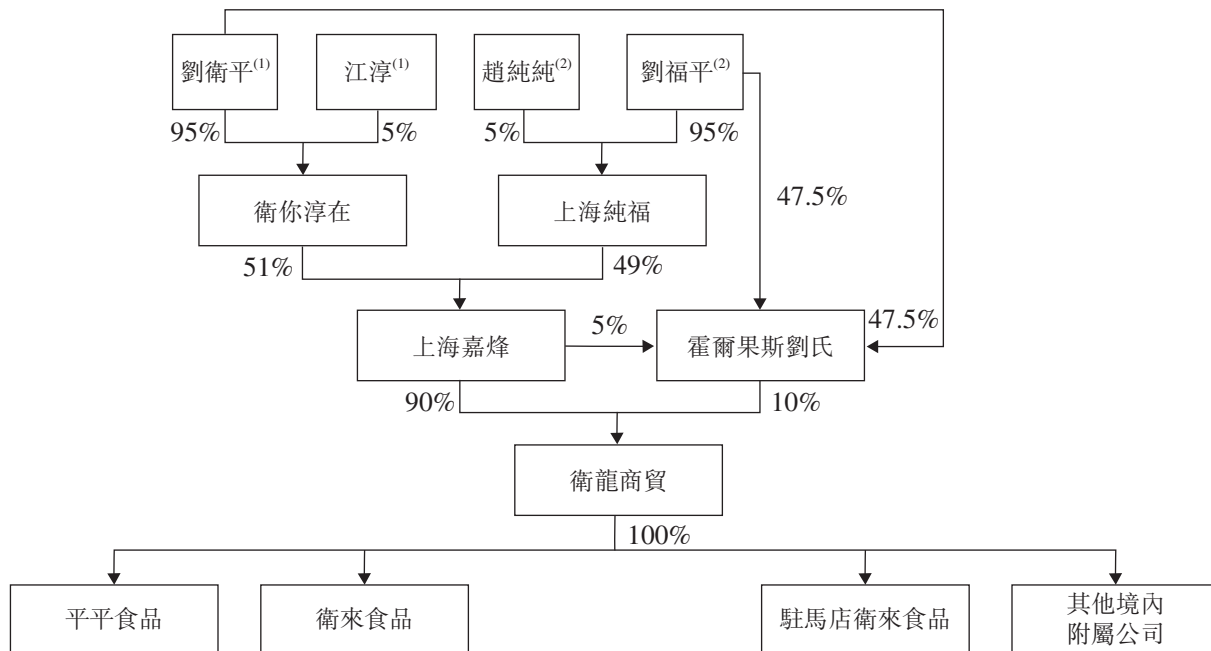 劉衛平(1)
江淳(1)
趙純純(2)
劉福平(2)
95%
5%
5%
95%
衛你淳在
上海純福
47.5%
51%
49%
上海嘉烽
5%
霍爾果斯劉氏
47.5%
90%
10%
衛龍商貿
100%
平平食品
衛來食品
駐馬店衛來食品
其他境內
附屬公司